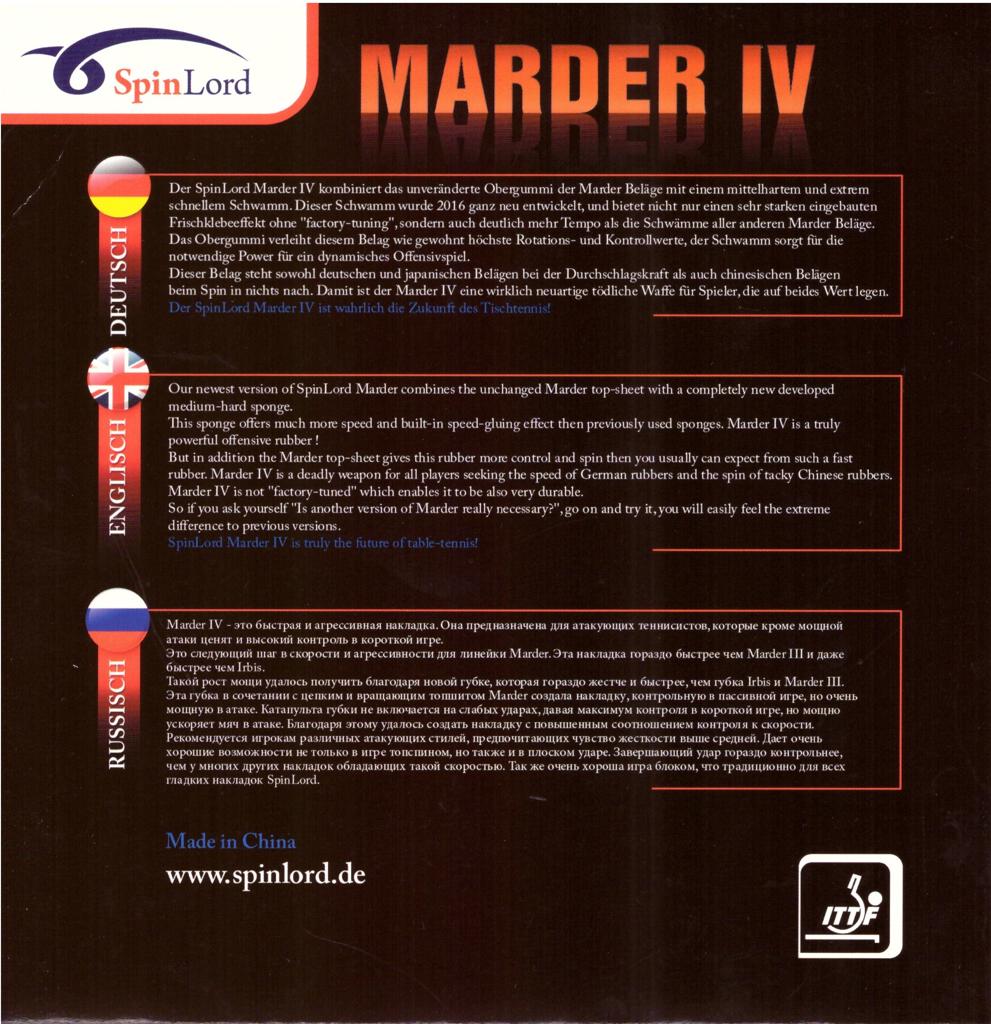 SpinLord
MARDER IV
DEUTSCH
Der SpinLord Marder IV kombiniert das unveränderte Obergummi der Marder Beläge mit einem mittelhartem und extrem
schnellem Schwamm. Dieser Schwamm wurde 2016 ganz neu entwickelt, und bietet nicht nur einen sehr starken eingebauten
Frischklebeeffekt ohne "factory-tuning", sondern auch deutlich mehr Tempo als die Schwämme aller anderen Marder Beläge.
Das Obergummi verleiht diesem Belag wie gewohnt höchste Rotations- und Kontrollwerte, der Schwamm sorgt für die
notwendige Power für ein dynamisches Offensivspiel.
Dieser Belag steht sowohl deutschen und japanischen Belägen bei der Durchschlagskraft als auch chinesischen Belägen
beim Spin in nichts nach. Damit ist der Marder IV eine wirklich neuartige tödliche Waffe für Spieler, die auf beides Wert legen.
Der SpinLord Marder IV ist wahrlich die Zukunft des Tischtennis!
ENGLISCH
Our newest version of SpinLord Marder combines the unchanged Marder top-sheet with a completely new developed
medium-hard sponge.
This sponge offers much more speed and built-in speed-gluing effect then previously used sponges. Marder IV is a truly
powerful offensive rubber !
But in addition the Marder top-sheet gives this rubber more control and spin then you usually can expect from such a fast
rubber. Marder IV is a deadly weapon for all players seeking the speed of German rubbers and the spin of tacky Chinese rubbers.
Marder IV is not "factory-tuned" which enables it to be also very durable.
So if you ask yourself "Is another version of Marder really necessary?", go on and try it, you will easily feel the extreme
difference to previous versions.
SpinLord Marder IV is truly the future of table-tennis!
RUSSISCH
Marder IV - это быстрая и агрессивная накладка. Она предназначена для атакующих теннисистов, которые кроме мощной
атаки ценят и высокий контроль в короткой игре.
Это следующий шаг в скорости и агрессивности для линейки Marder. Эта накладка гораздо быстрее чем Marder III и даже
быстрее чем Irbis.
Такой рост мощи удалось получить благодаря новой губке, которая гораздо жестче и быстрее, чем губка Irbis и Marder III.
Эта губка в сочетании с цепким и вращающим топшитом Marder создала накладку, контрольную в пассивной игре, но очень
мощную в атаке. Катапульта губки не включается на слабых ударах, давая максимум контроля в короткой игре, но мощно
ускоряет мяч в атаке. Благодаря этому удалось создать накладку с повышенным соотношением контроля к скорости.
Рекомендуется игрокам различных атакующих стилей, предпочитающих чувство жесткости выше средней. Дает очень
хорошие возможности не только в игре топспином, но также и в плоском ударе. Завершающий удар гораздо контрольнее,
чем у многих других накладок обладающих такой скоростью. Так же очень хороша игра блоком, что традиционно для всех
гладких накладок SpinLord.
Made in China
www.spinlord.de
ITTF